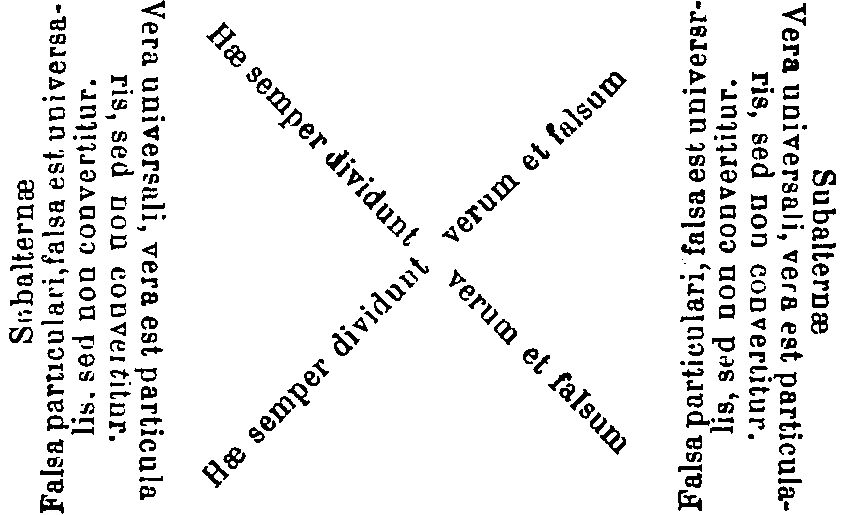 Subalternæ
Falsa particulari, falsa est universa-
lis. sed non convertitur.
Vera universali, vera est particula
ris, sed non convertitur.
Hæ semper dividunt verum et falsum
Hæ semper dividunt verum et falsum
Falsa particulari, falsa est universr-
lis, sed non convertitur.
Vera universali, vera est particula-
ris, sed non convertitur.
Subalternæ